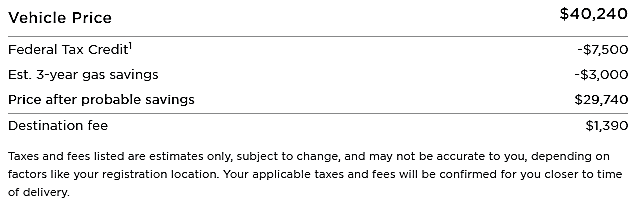 Vehicle Price $40,240
Federal Tax Credit¹ -$7,500
Est. 3-year gas savings -$3,000
Price after probable savings $29,740
Destination fee $1,390
Taxes and fees listed are estimates only, subject to change, and may not be accurate to you, depending on
factors like your registration location. Your applicable taxes and fees will be confirmed for you closer to time
of delivery.